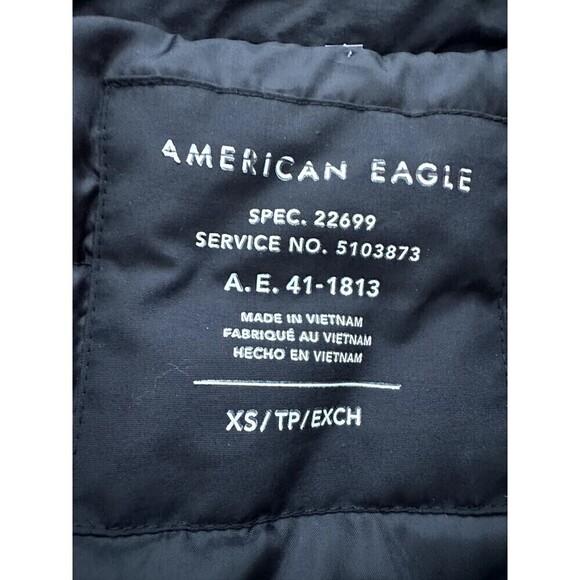 AMERiCAN EAGLE
SPEC. 22699
SERVICE NO. 5103873
A.E. 41-1813
MADE IN VIETNAM
FABRIQUÉ AU VIETNAM
HECHO EN VIETNAM
XS/TP/EXCH